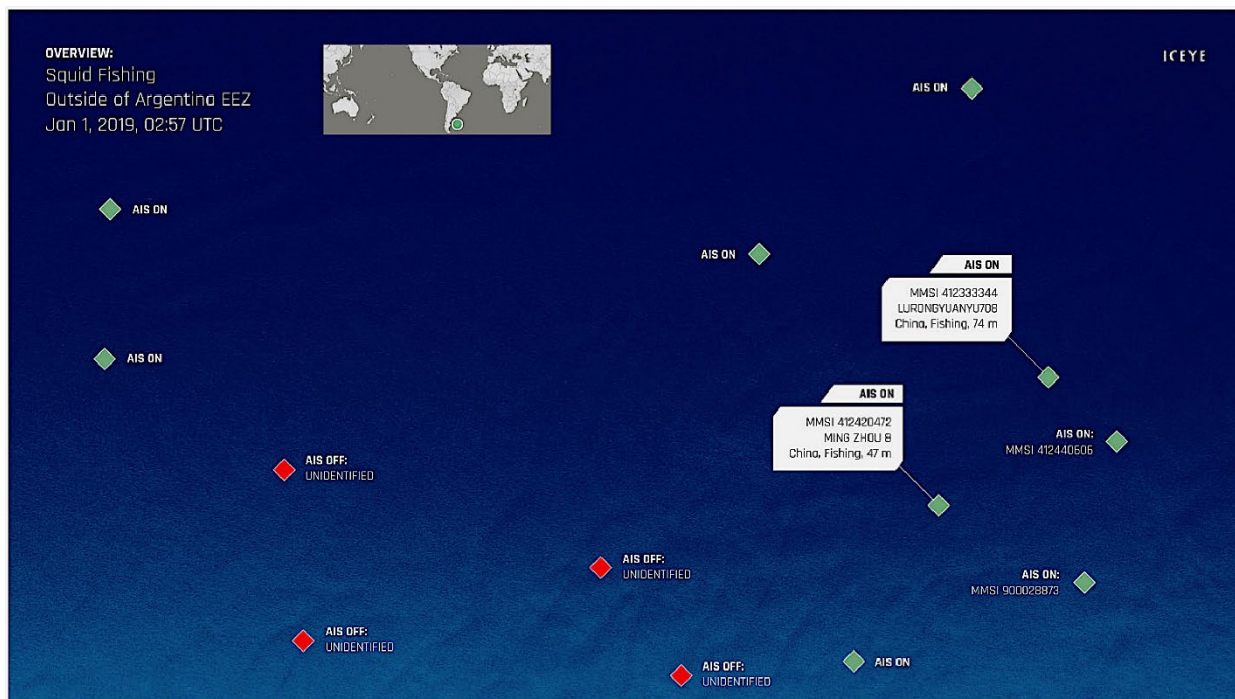 OVERVIEW:
Squid Fishing
Outside of Argentina EEZ
Jan 1, 2019, 02:57 UTC
ICEYE
AIS ON
AIS ON
AIS ON
AIS ON
MMSI 412333344
LURONGYUANYU708
China, Fishing, 74 m
AIS ON
AIS ON
MMSI 412420472
MING ZHOU 8
China, Fishing, 47 m
AIS ON:
MMSI 412440606
AIS OFF:
UNIDENTIFIED
AIS OFF:
UNIDENTIFIED
AIS ON:
MMSI 900028873
AIS OFF:
UNIDENTIFIED
AIS OFF:
UNIDENTIFIED
AIS ON